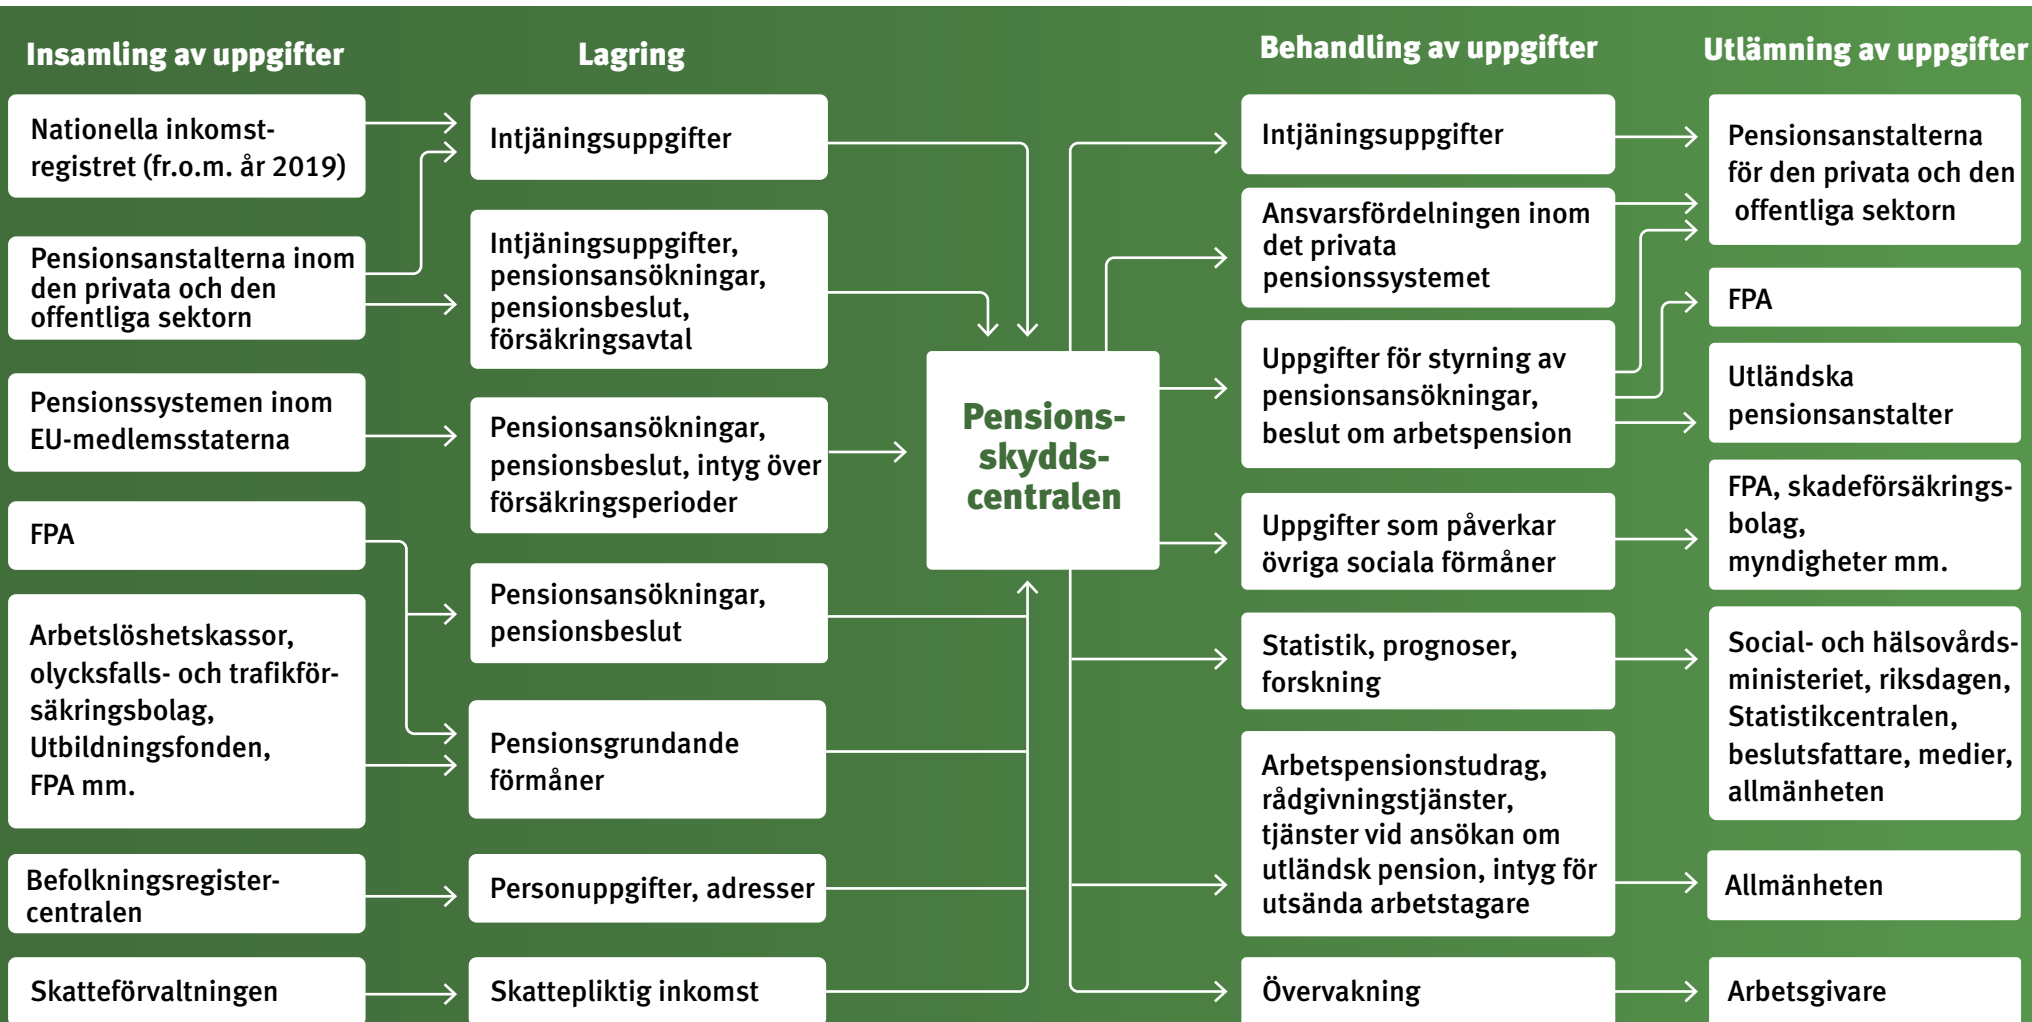 Insamling av uppgifter
Nationella inkomst-
registret (fr.o.m. år 2019)
Pensionsanstalterna inom
den privata och den
offentliga sektorn
Pensionssystemen inom
EU-medlemsstaterna
FPA
Arbetslöshetskassor,
olycksfalls- och trafikför-
säkringsbolag,
Utbildningsfonden,
FPA mm.
Befolkningsregister-
centralen
Skatteförvaltningen
Lagring
Intjäningsuppgifter
Intjäningsuppgifter,
pensionsansökningar,
pensionsbeslut,
försäkringsavtal
Pensionsansökningar,
pensionsbeslut, intyg över
försäkringsperioder
Pensionsansökningar,
pensionsbeslut
Pensionsgrundande
förmåner
Personuppgifter, adresser
Skattepliktig inkomst
Pensions-
skydds-
centralen
Behandling av uppgifter
Intjäningsuppgifter
Ansvarsfördelningen inom
det privata
pensionssystemet
Uppgifter för styrning av
pensionsansökningar,
beslut om arbetspension
Uppgifter som påverkar
övriga sociala förmåner
Statistik, prognoser,
forskning
Arbetspensionstudrag,
rådgivningstjänster,
tjänster vid ansökan om
utländsk pension, intyg för
utsända arbetstagare
Övervakning
Utlämning av uppgifter
Pensionsanstalterna
för den privata och den
offentliga sektorn
FPA
Utländska
pensionsanstalter
FPA, skadeförsäkrings-
bolag,
myndigheter mm.
Social- och hälsovårds-
ministeriet, riksdagen,
Statistikcentralen,
beslutsfattare, medier,
allmänheten
Allmänheten
Arbetsgivare